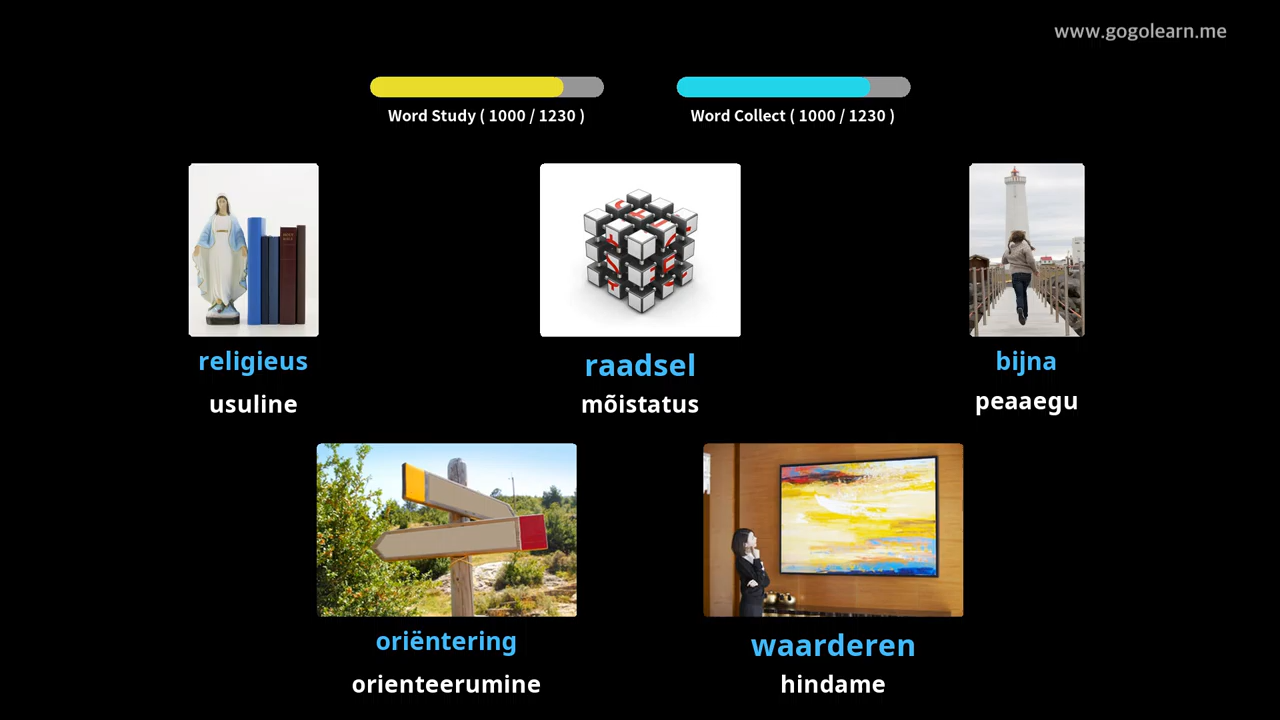 www.gogolearn.me
Word Study ( 1000 / 1230 )
Word Collect ( 1000 / 1230 )
religieus
usuline
raadsel
mõistatus
bijna
peaaegu
oriëntering
orienteerumine
waarderen
hindame